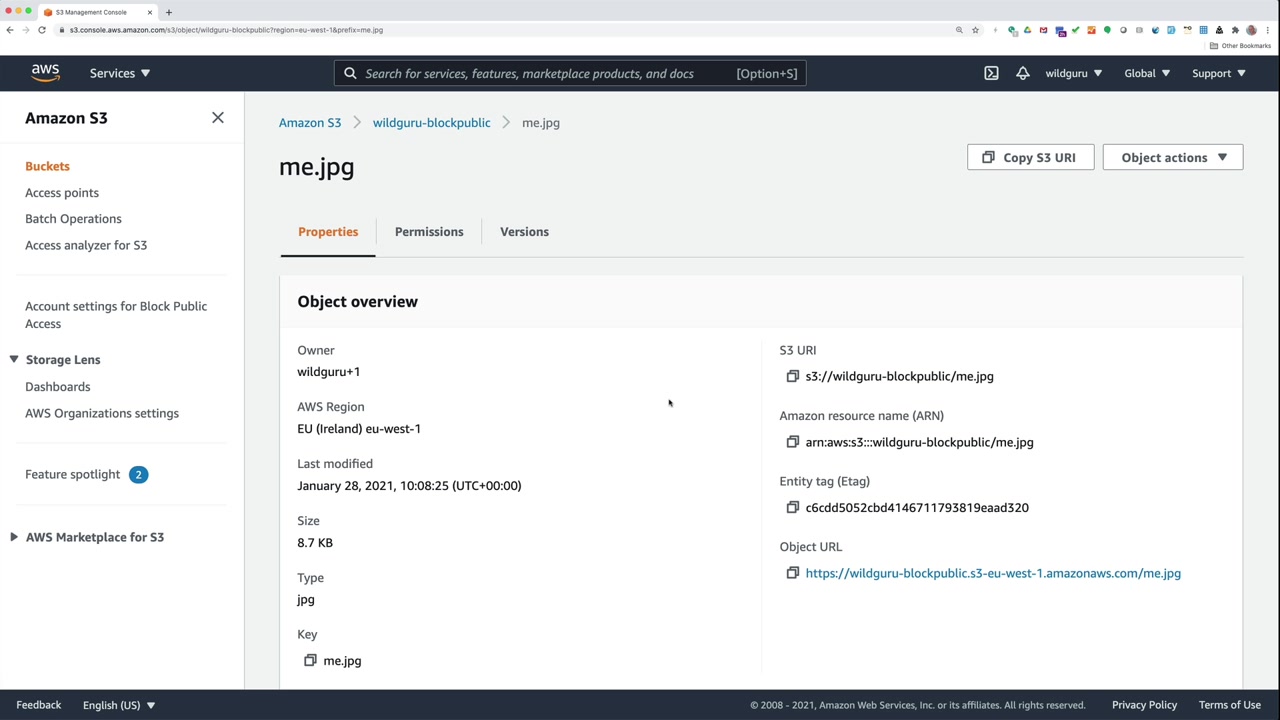 S3 Management Console
s3.console.aws.amazon.com/s3/object/wildguru-blockpublic?region=eu-west-1&prefix=me.jpg
Other Bookmarks
aws
Services
Search for services, features, marketplace products, and docs
[Option+S]
wildguru
Global
Support
Amazon S3
Buckets
Access points
Batch Operations
Access analyzer for S3
Account settings for Block Public
Access
Storage Lens
Dashboards
AWS Organizations settings
Feature spotlight 2
AWS Marketplace for S3
Amazon S3
wildguru-blockpublic
me.jpg
me.jpg
Copy S3 URI
Object actions
Properties
Permissions
Versions
Object overview
Owner
wildguru+1
AWS Region
EU (Ireland) eu-west-1
Last modified
January 28, 2021, 10:08:25 (UTC+00:00)
Size
8.7 KB
Type
jpg
Key
me.jpg
S3 URI
s3://wildguru-blockpublic/me.jpg
Amazon resource name (ARN)
arn:aws:s3:::wildguru-blockpublic/me.jpg
Entity tag (Etag)
c6cdd5052cbd4146711793819eaad320
Object URL
https://wildguru-blockpublic.s3-eu-west-1.amazonaws.com/me.jpg
Feedback
English (US)
© 2008 - 2021, Amazon Web Services, Inc. or its affiliates. All rights reserved.
Privacy Policy
Terms of Use